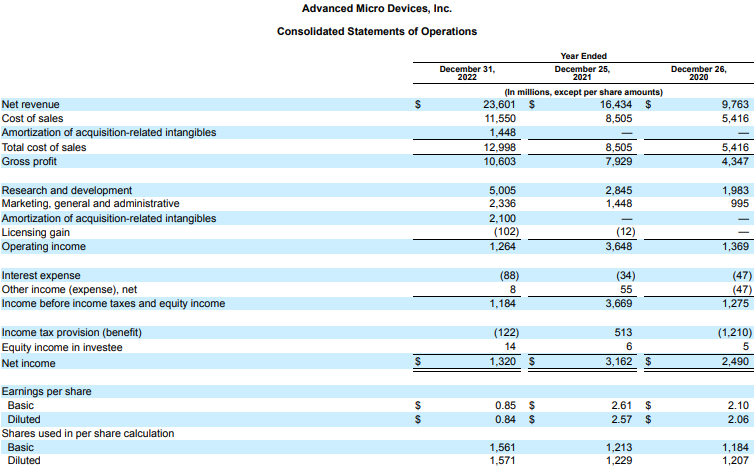 Advanced Micro Devices, Inc.
Consolidated Statements of Operations
Year Ended
December 31, 2022 December 25, 2021 December 26, 2020
(In millions, except per share amounts)
Net revenue $ 23,601 $ 16,434 $ 9,763
Cost of sales 11,550 8,505 5,416
Amortization of acquisition-related intangibles 1,448 — —
Total cost of sales 12,998 8,505 5,416
Gross profit 10,603 7,929 4,347
Research and development 5,005 2,845 1,983
Marketing, general and administrative 2,336 1,448 995
Amortization of acquisition-related intangibles 2,100 — —
Licensing gain (102) (12) —
Operating income 1,264 3,648 1,369
Interest expense (88) (34) (47)
Other income (expense), net 8 55 (47)
Income before income taxes and equity income 1,184 3,669 1,275
Income tax provision (benefit) (122) 513 (1,210)
Equity income in investee 14 6 5
Net income $ 1,320 $ 3,162 $ 2,490
Earnings per share
Basic $ 0.85 $ 2.61 $ 2.10
Diluted $ 0.84 $ 2.57 $ 2.06
Shares used in per share calculation
Basic 1,561 1,213 1,184
Diluted 1,571 1,229 1,207